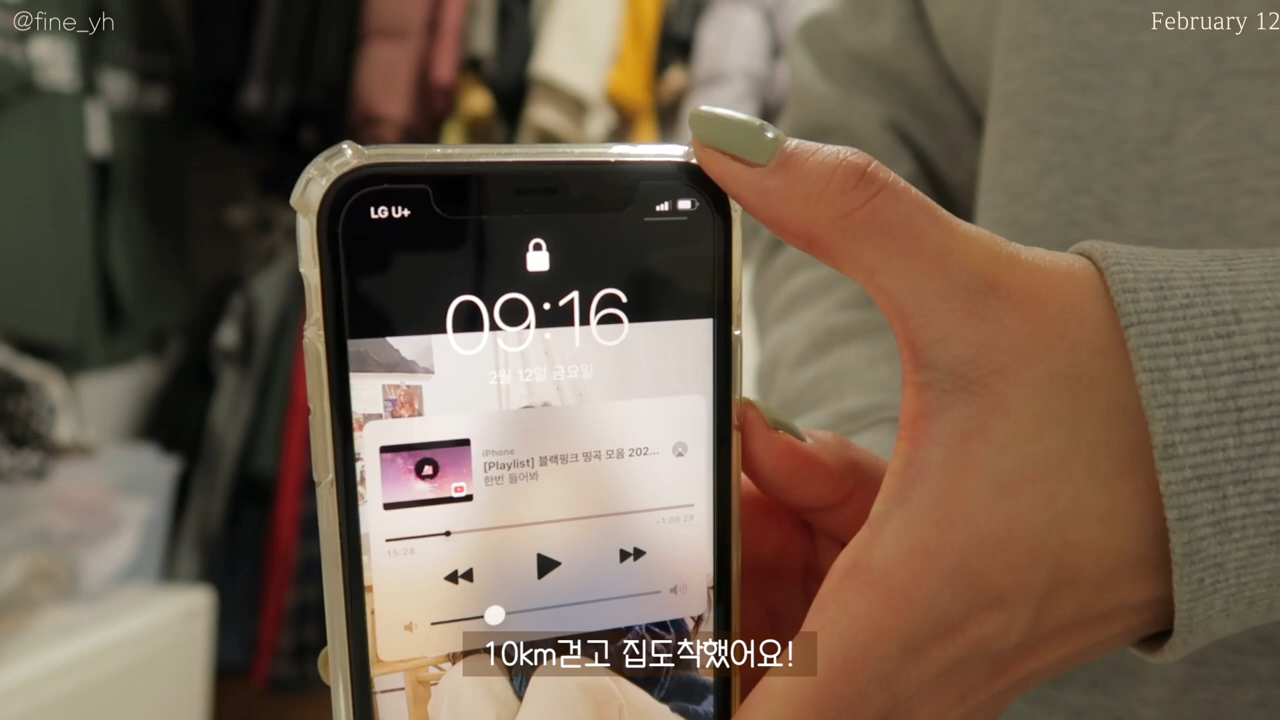 @fine_yh
February 12
LG U+
09:16
2월 12일 금요일
iPhone
[Playlist] 블랙핑크 띵곡 모음 202...
한번 들어봐
15:26
-1:06:29
10km걷고 집도착했어요!